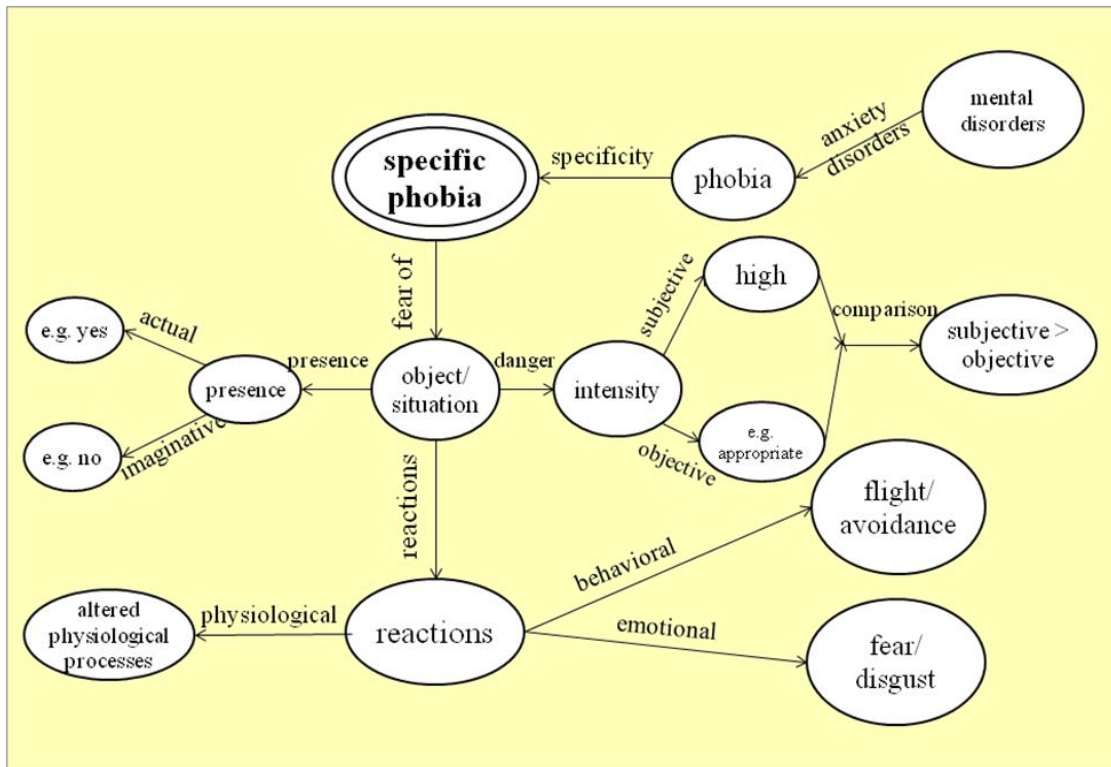 mental
disorders
anxiety
disorders
phobia
specificity
specific
phobia
fear of
object/
situation
presence
presence
actual
e.g. yes
imaginative
e.g. no
danger
intensity
subjective
high
objective
e.g.
appropriate
comparison
subjective >
objective
reactions
reactions
physiological
altered
physiological
processes
behavioral
flight/
avoidance
emotional
fear/
disgust